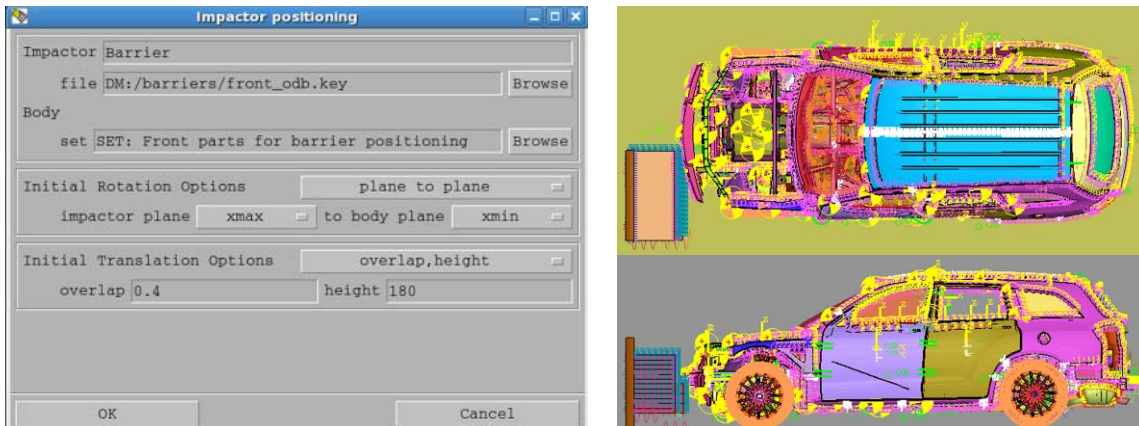 Impactor positioning
Impactor Barrier
file DM:/barriers/front_odb.key Browse
Body
set SET: Front parts for barrier positioning Browse
Initial Rotation Options plane to plane
impactor plane xmax to body plane xmin
Initial Translation Options overlap,height
overlap 0.4 height 180
OK Cancel